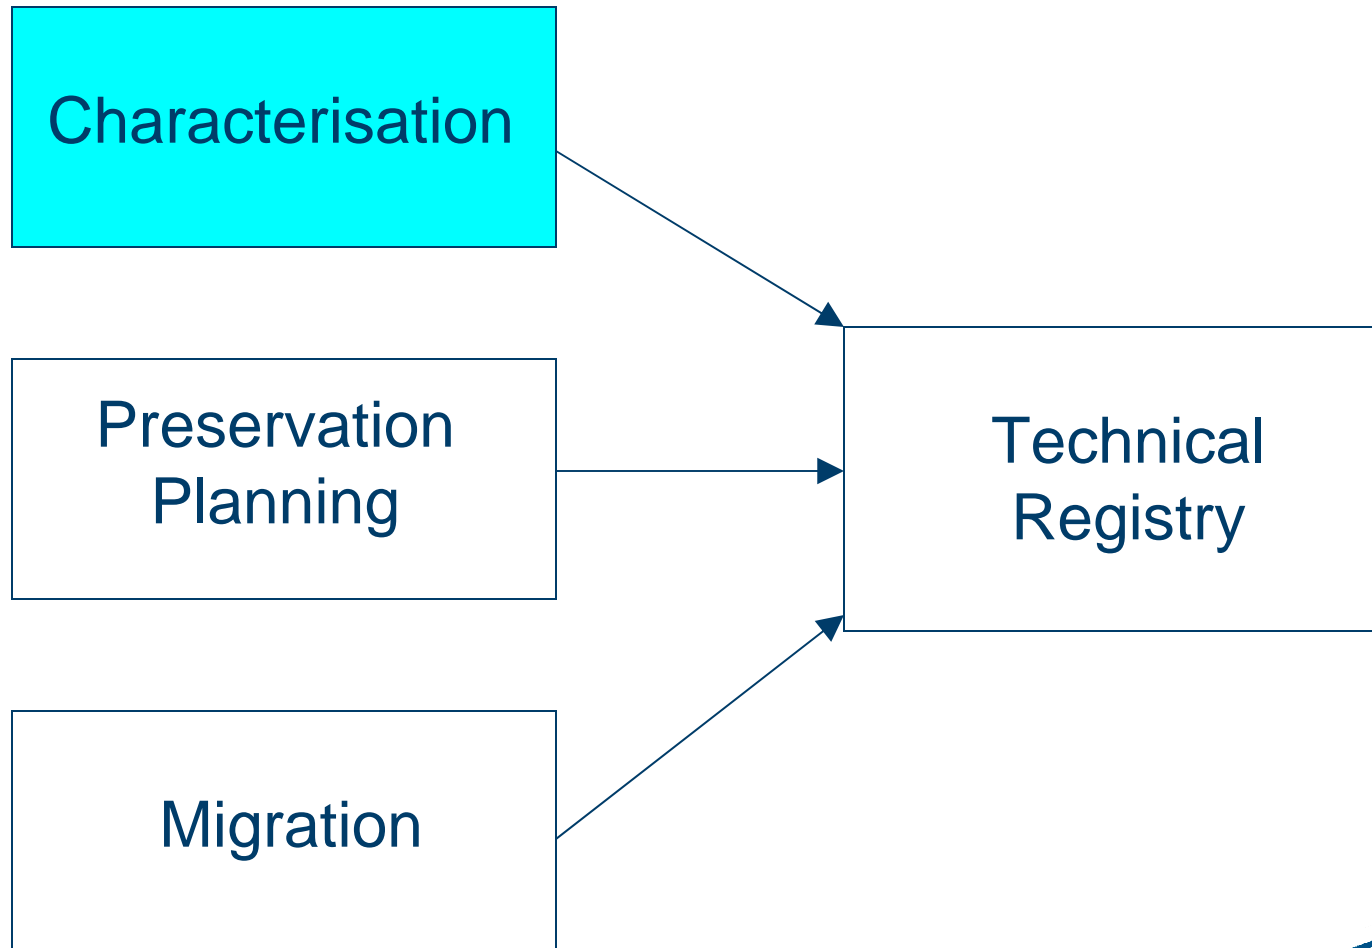 Characterisation
Preservation
Planning
Technical
Registry
Migration